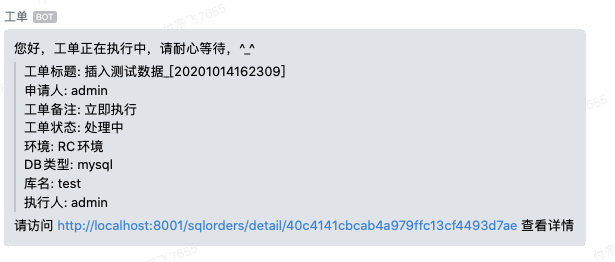 工单 BOT
您好，工单正在执行中，请耐心等待，^_^
工单标题: 插入测试数据_[20201014162309]
申请人: admin
工单备注: 立即执行
工单状态: 处理中
环境: RC环境
DB类型: mysql
库名: test
执行人: admin
请访问 http://localhost:8001/sqlorders/detail/40c4141cbcab4a979ffc13cf4493d7ae 查看详情